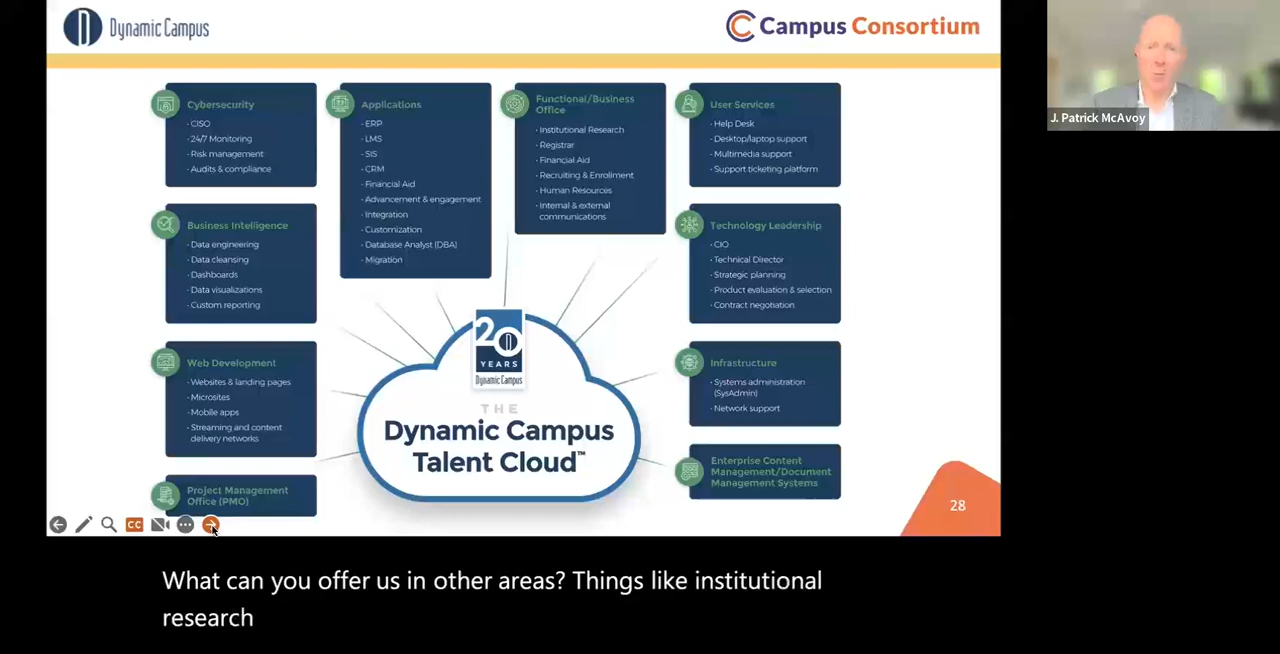 Dynamic Campus
Campus Consortium
Cybersecurity
· CISO
· 24/7 Monitoring
· Risk management
· Audits & compliance
Applications
· ERP
· LMS
· SIS
· CRM
· Financial Aid
· Advancement & engagement
· Integration
· Customization
· Database Analyst (DBA)
· Migration
Functional/Business
Office
· Institutional Research
· Registrar
· Financial Aid
· Recruiting & Enrollment
· Human Resources
· Internal & external
communications
User Services
· Help Desk
· Desktop/laptop support
· Multimedia support
· Support ticketing platform
Business Intelligence
· Data engineering
· Data cleansing
· Dashboards
· Data visualizations
· Custom reporting
Technology Leadership
· CIO
· Technical Director
· Strategic planning
· Product evaluation & selection
· Contract negotiation
Web Development
· Websites & landing pages
· Microsites
· Mobile apps
· Streaming and content
delivery networks
Infrastructure
· Systems administration
(SysAdmin)
· Network support
Project Management
Office (PMO)
Enterprise Content
Management/Document
Management Systems
20
YEARS
Dynamic Campus
THE
Dynamic Campus
Talent Cloud™
28
CC
J. Patrick McAvoy
What can you offer us in other areas? Things like institutional
research